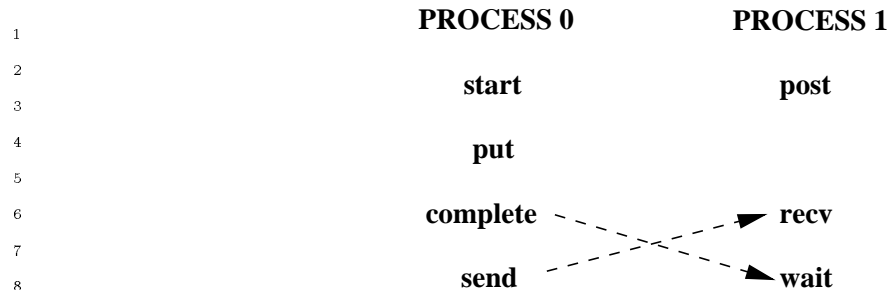 PROCESS 0 PROCESS 1
1
2
start post
3
4
put
5
6
complete recv
7
8
send wait